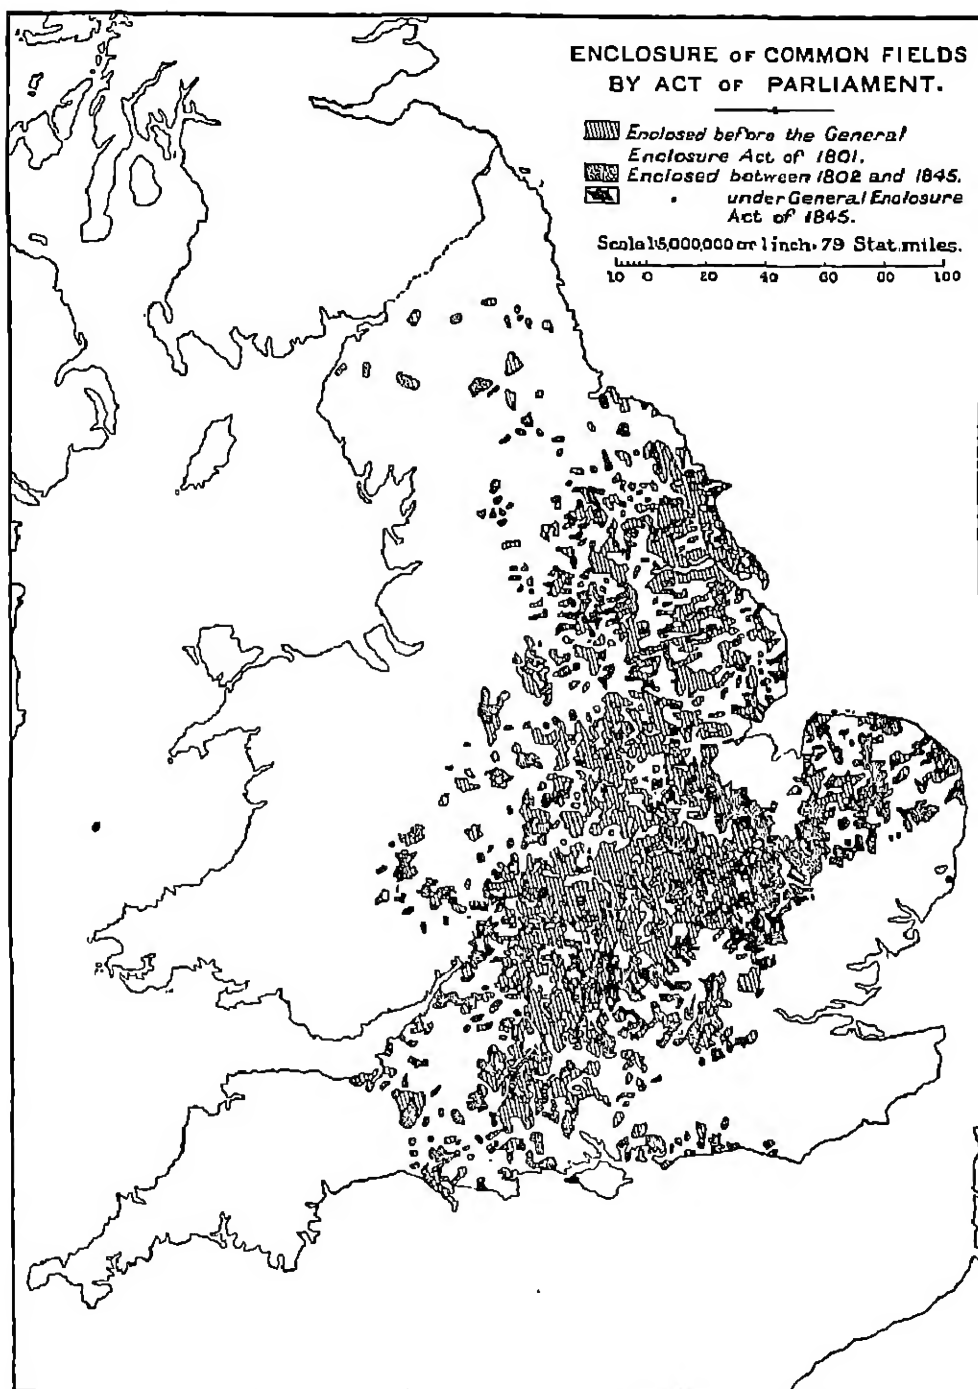 ENCLOSURE OF COMMON FIELDS
BY ACT OF PARLIAMENT.
Enclosed before the General
Enclosure Act of 1801.
Enclosed between 1802 and 1845.
" under General Enclosure
Act of 1845.
Scale 1:5,000,000 or 1 inch = 79 Stat. miles.
10 0 20 40 60 80 100